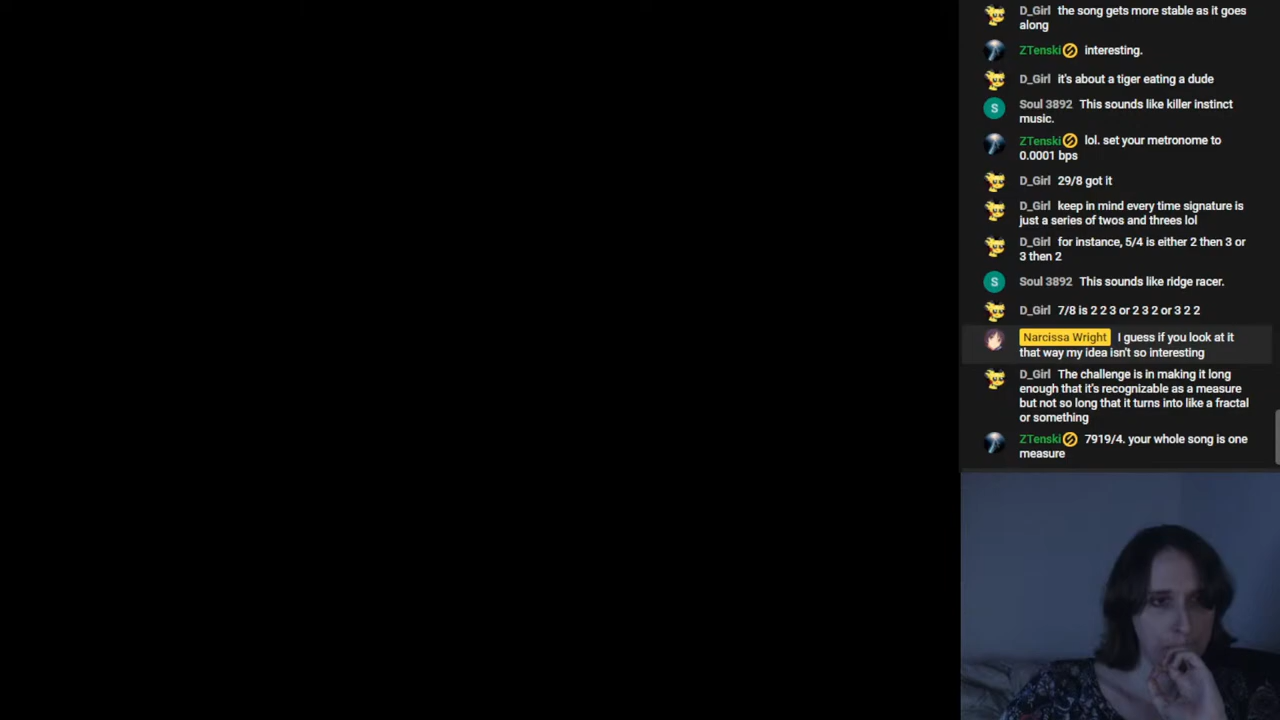 D_Girl the song gets more stable as it goes
along
ZTenski interesting.
D_Girl it's about a tiger eating a dude
S Soul 3892 This sounds like killer instinct
music.
ZTenski lol. set your metronome to
0.0001 bps
D_Girl 29/8 got it
D_Girl keep in mind every time signature is
just a series of twos and threes lol
D_Girl for instance, 5/4 is either 2 then 3 or
3 then 2
S Soul 3892 This sounds like ridge racer.
D_Girl 7/8 is 2 2 3 or 2 3 2 or 3 2 2
Narcissa Wright I guess if you look at it
that way my idea isn't so interesting
D_Girl The challenge is in making it long
enough that it's recognizable as a measure
but not so long that it turns into like a fractal
or something
ZTenski 7919/4. your whole song is one
measure